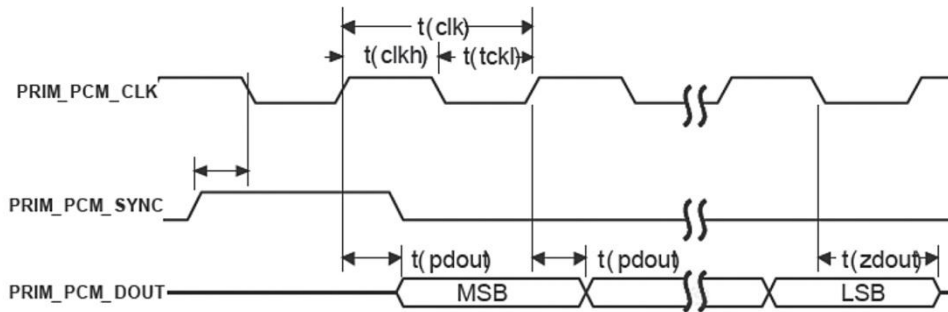 t(clk)
t(clkh) t(tckl)
PRIM_PCM_CLK
PRIM_PCM_SYNC
t(pdout) t(pdout) t(zdout)
PRIM_PCM_DOUT MSB LSB